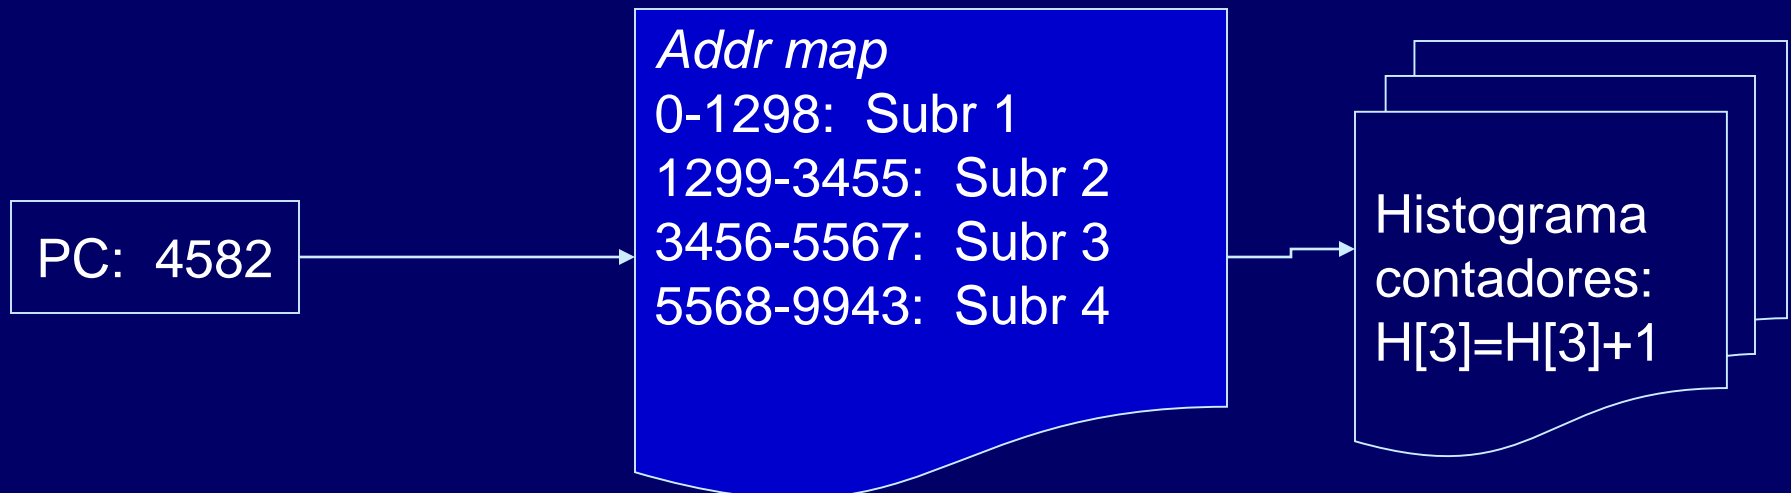 PC:  4582
Addr map
0-1298:  Subr 1
1299-3455:  Subr 2
3456-5567:  Subr 3
5568-9943:  Subr 4
Histograma
contadores:
H[3]=H[3]+1